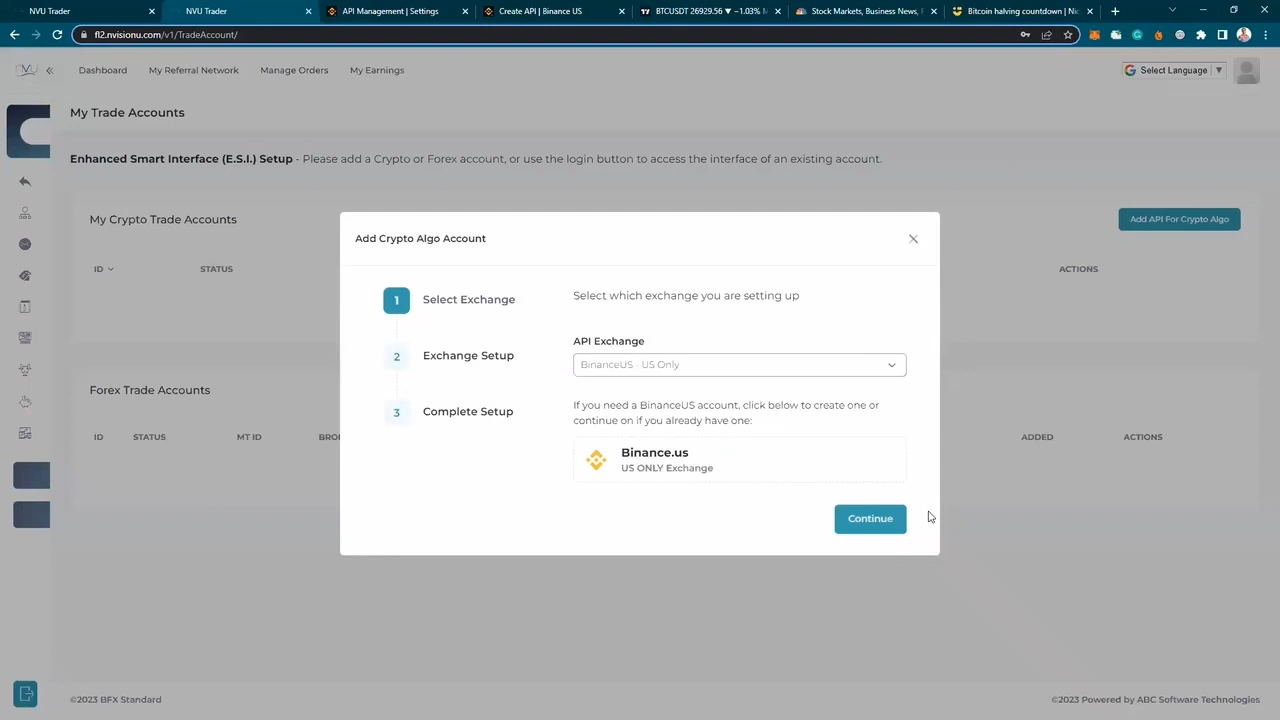 NVU Trader
NVU Trader
API Management | Settings
Create API | Binance US
BTCUSDT 26929.56 ▼ −1.03%
Stock Markets, Business News,
Bitcoin halving countdown | Nic
fl2.nvisionu.com/v1/TradeAccount/
Dashboard
My Referral Network
Manage Orders
My Earnings
Select Language
My Trade Accounts
Enhanced Smart Interface (E.S.I.) Setup - Please add a Crypto or Forex account, or use the login button to access the interface of an existing account.
My Crypto Trade Accounts
Add API For Crypto Algo
ID
STATUS
ACTIONS
Add Crypto Algo Account
1
Select Exchange
Select which exchange you are setting up
API Exchange
2
Exchange Setup
BinanceUS - US Only
3
Complete Setup
If you need a BinanceUS account, click below to create one or
continue on if you already have one:
Binance.us
US ONLY Exchange
Continue
Forex Trade Accounts
ID
STATUS
MT ID
ADDED
ACTIONS
©2023 BFX Standard
©2023 Powered by ABC Software Technologies